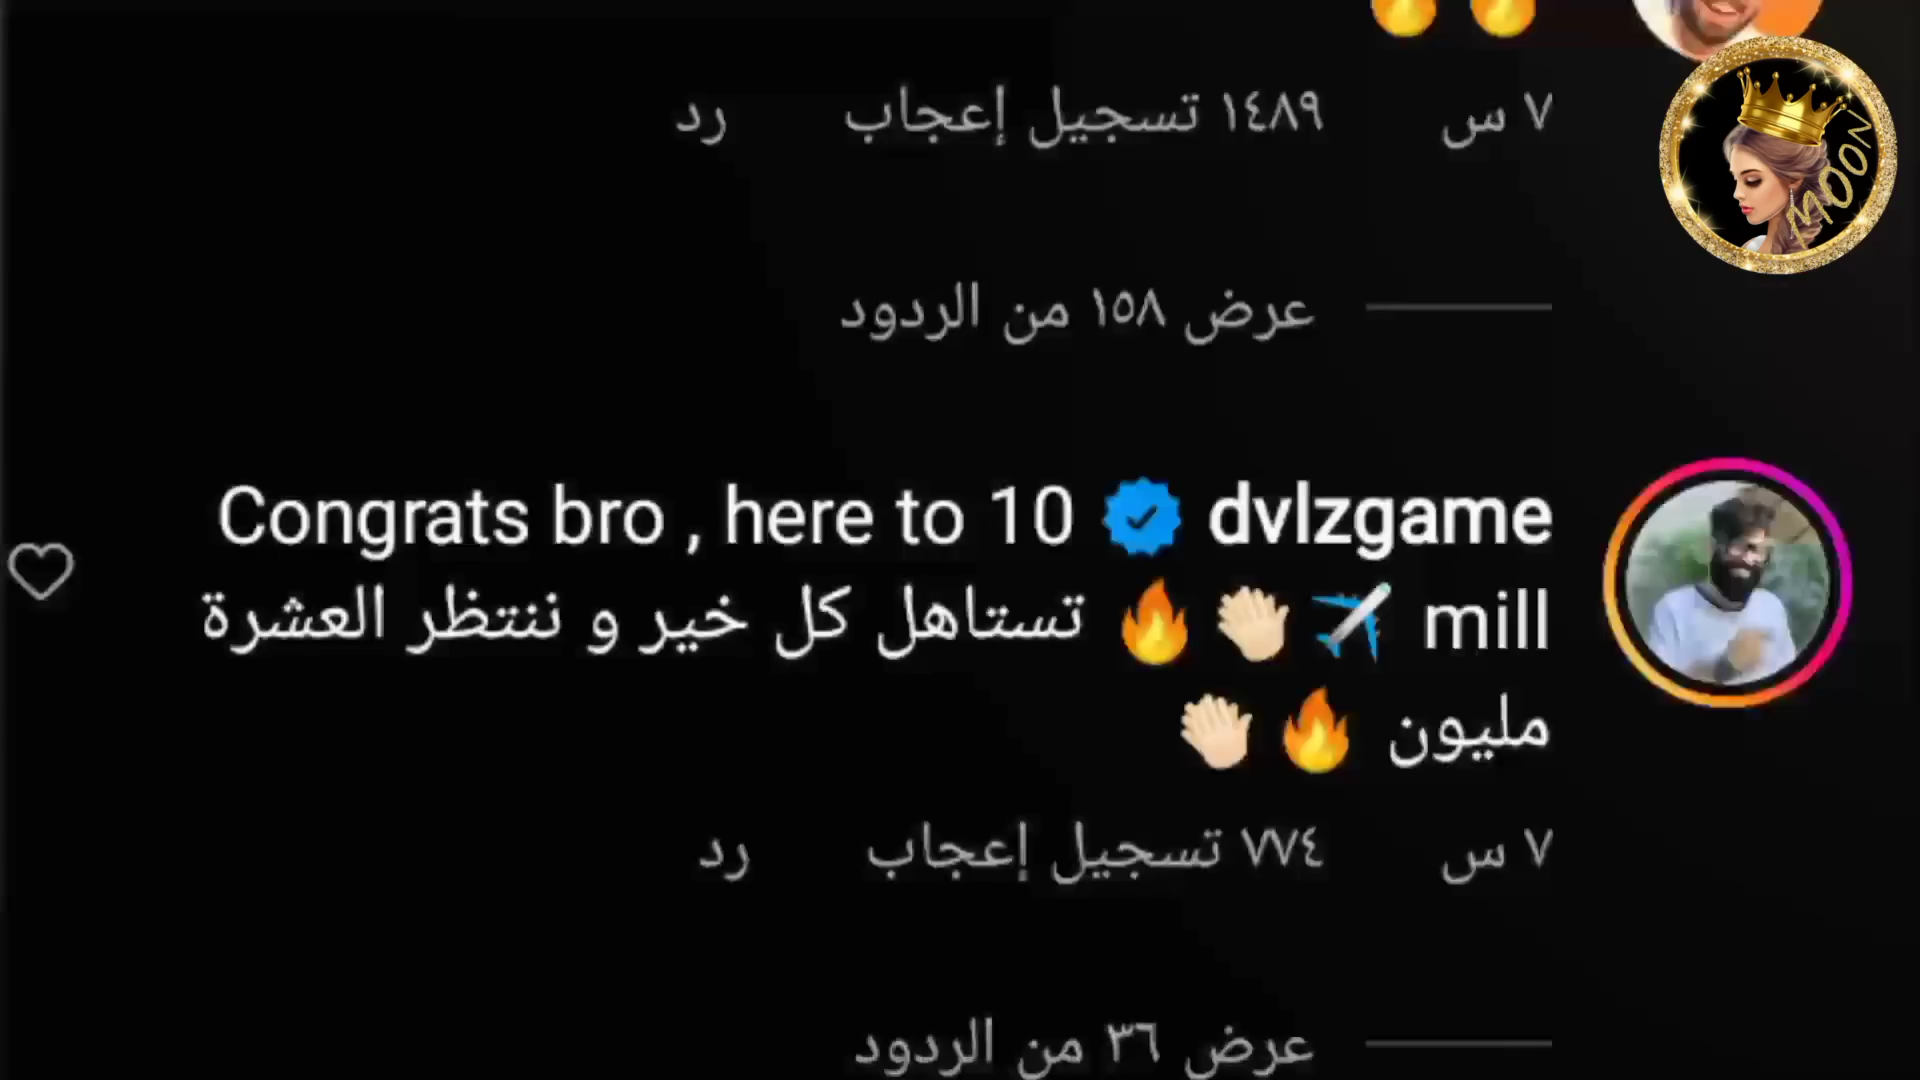 ٧ س ١٤٨٩ تسجيل إعجاب رد
MOON
عرض ١٥٨ من الردود
dvlzgame Congrats bro , here to 10
mill ✈️ 👏🏻 🔥 تستاهل كل خير و ننتظر العشرة
مليون 🔥 👏🏻
٧ س ٧٧٤ تسجيل إعجاب رد
عرض ٣٦ من الردود